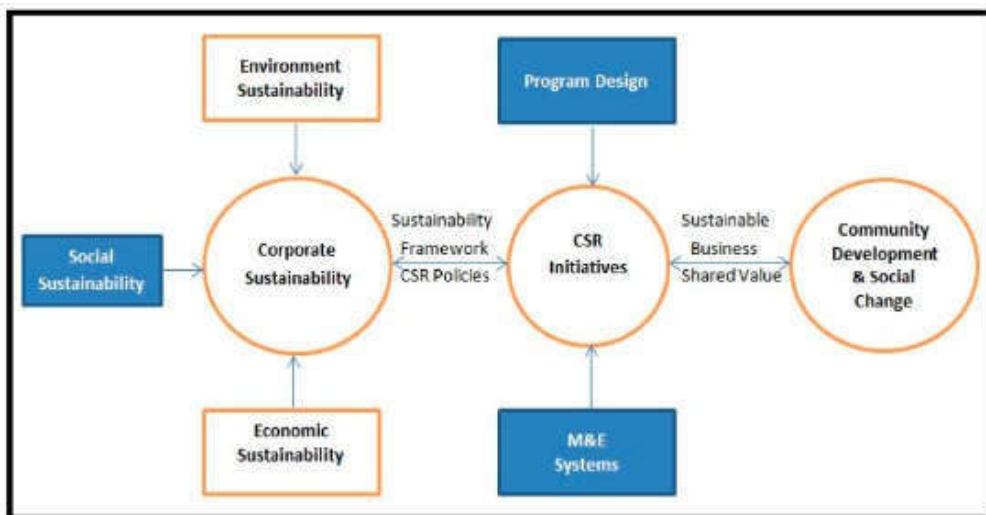 Environment
Sustainability
Program Design
Social
Sustainability
Corporate
Sustainability
Sustainability
Framework
CSR Policies
CSR
Initiatives
Sustainable
Business
Shared Value
Community
Development
& Social
Change
Economic
Sustainability
M&E
Systems